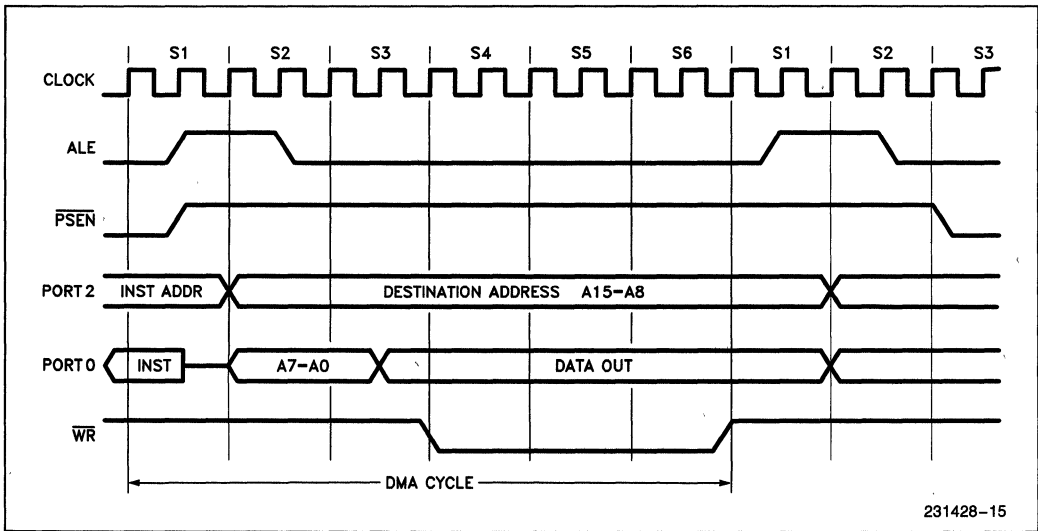 S1 S2 S3 S4 S5 S6 S1 S2 S3
CLOCK
ALE
PSEN
PORT 2 INST ADDR DESTINATION ADDRESS A15-A8
PORT 0 INST A7-A0 DATA OUT
WR
DMA CYCLE
231428-15